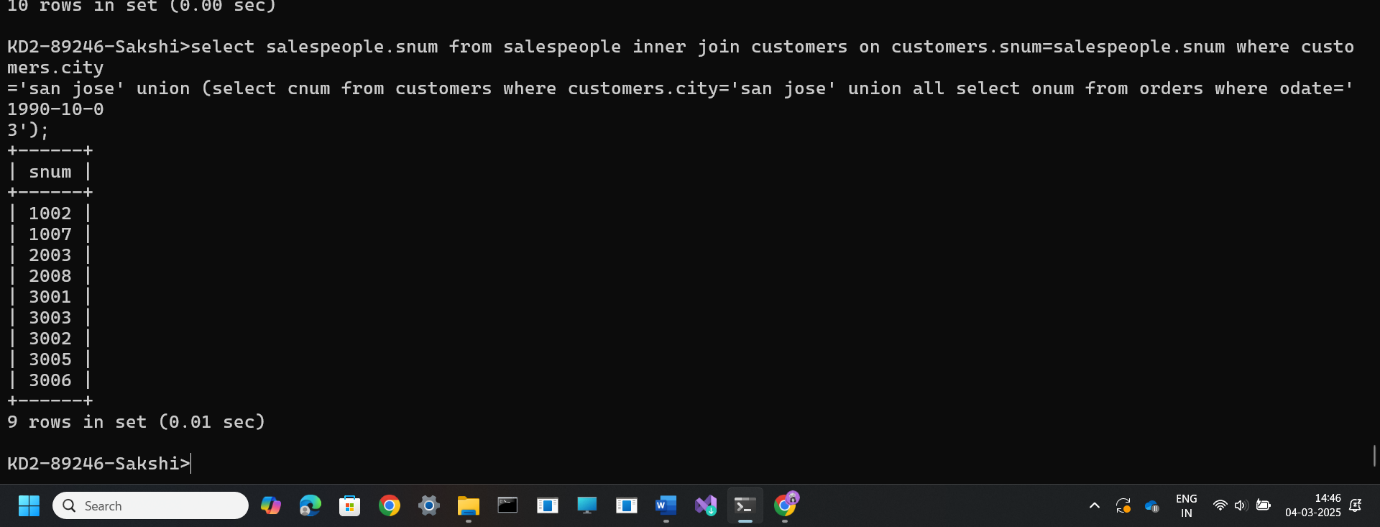 10 rows in set (0.00 sec)
KD2-89246-Sakshi>select salespeople.snum from salespeople inner join customers on customers.snum=salespeople.snum where custo
mers.city
='san jose' union (select cnum from customers where customers.city='san jose' union all select onum from orders where odate='
1990-10-0
3');
+------+
| snum |
+------+
| 1002 |
| 1007 |
| 2003 |
| 2008 |
| 3001 |
| 3003 |
| 3002 |
| 3005 |
| 3006 |
+------+
9 rows in set (0.01 sec)
KD2-89246-Sakshi>
Search
ENG
IN
14:46
04-03-2025